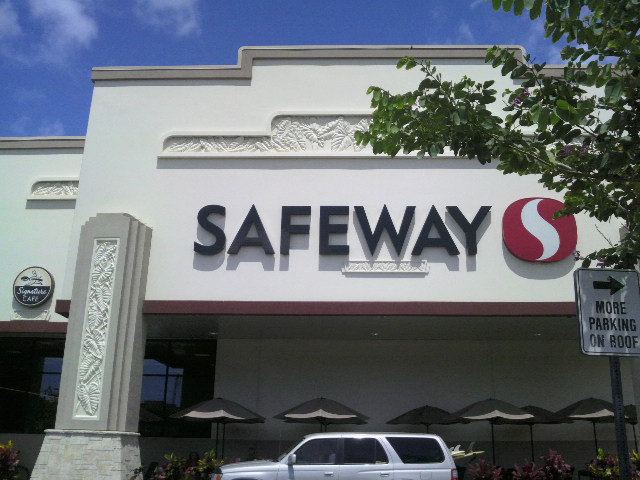 SAFEWAY
Signature
CAFE
MORE
PARKING
ON ROOF